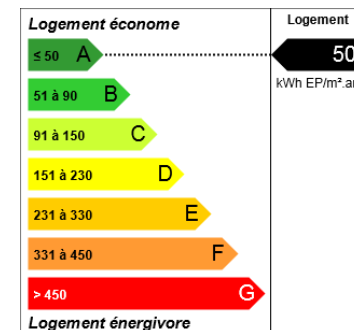 Logement économe
Logement
≤ 50 A
50
kWh EP/m².an
51 à 90 B
91 à 150 C
151 à 230 D
231 à 330 E
331 à 450 F
> 450 G
Logement énergivore